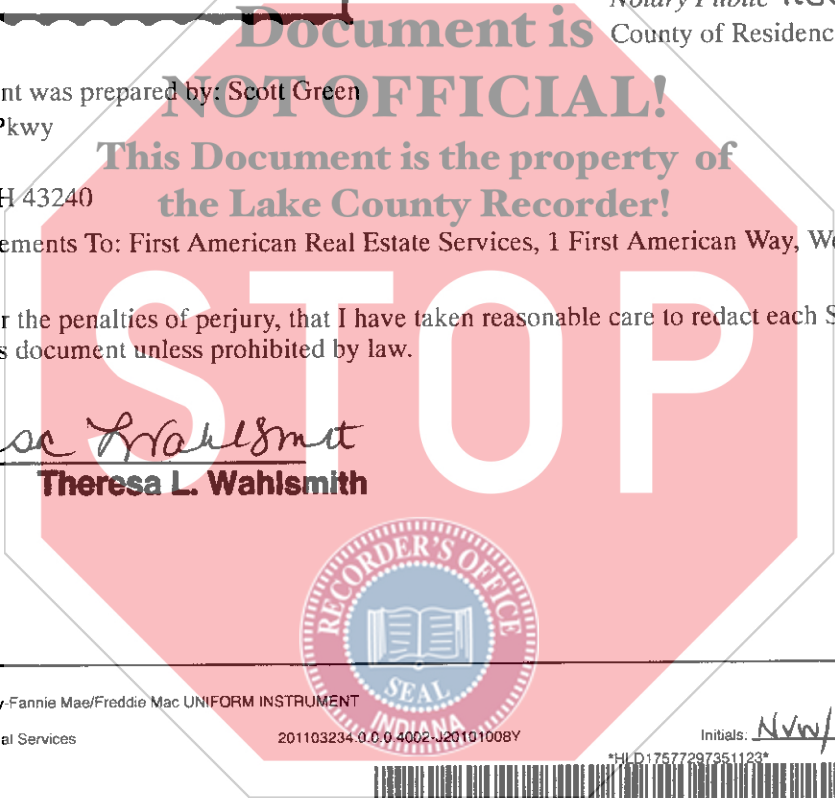 Document is
Notary Public
County of Residenc
NOT OFFICIAL!
nt was prepared by: Scott Green
Pkwy
This Document is the property of
H 43240
the Lake County Recorder!
ements To: First American Real Estate Services, 1 First American Way, We
r the penalties of perjury, that I have taken reasonable care to redact each S
s document unless prohibited by law.
STOP
Theresa L. Wahlsmith
RECORDER'S OFFICE
SEAL
INDIANA
y-Fannie Mae/Freddie Mac UNIFORM INSTRUMENT
al Services
201103234.0.0.0.4002-J20101008Y
Initials: NVW/
*HLD17577297351123*